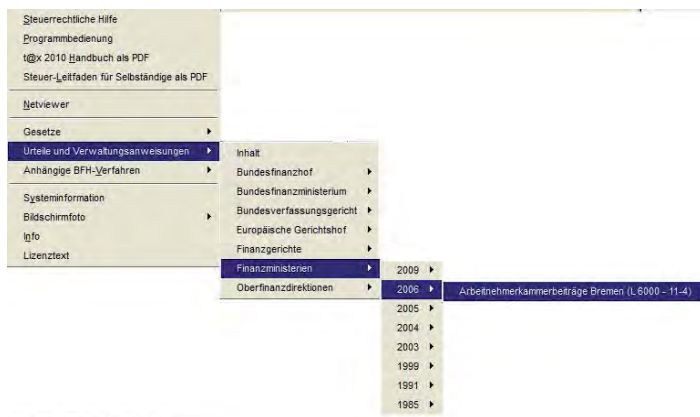 Steuerrechtliche Hilfe
Programmbedienung
t@x 2010 Handbuch als PDF
Steuer-Leitfaden für Selbständige als PDF
Netviewer
Gesetze
Urteile und Verwaltungsanweisungen
Anhängige BFH-Verfahren
Systeminformation
Bildschirmfoto
Info
Lizenztext
Inhalt
Bundesfinanzhof
Bundesfinanzministerium
Bundesverfassungsgericht
Europäische Gerichtshof
Finanzgerichte
Finanzministerien
Oberfinanzdirektionen
2009
2006
2005
2004
2003
1999
1991
1985
Arbeitnehmerkammerbeiträge Bremen (L 6000 - 11-4)